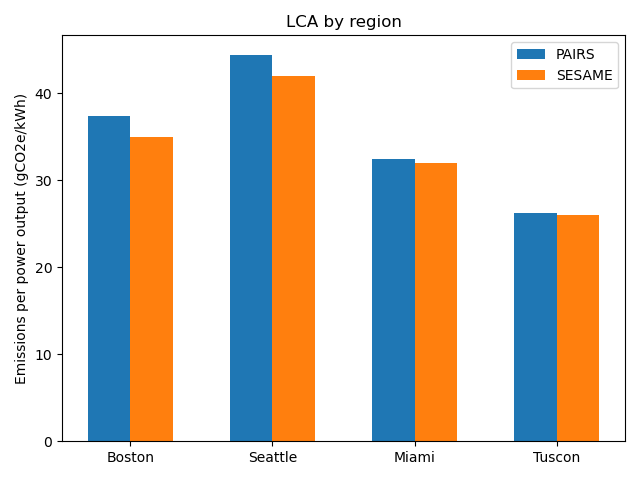 LCA by region
PAIRS
SESAME
Emissions per power output (gCO2e/kWh)
40
30
20
10
0
Boston
Seattle
Miami
Tuscon